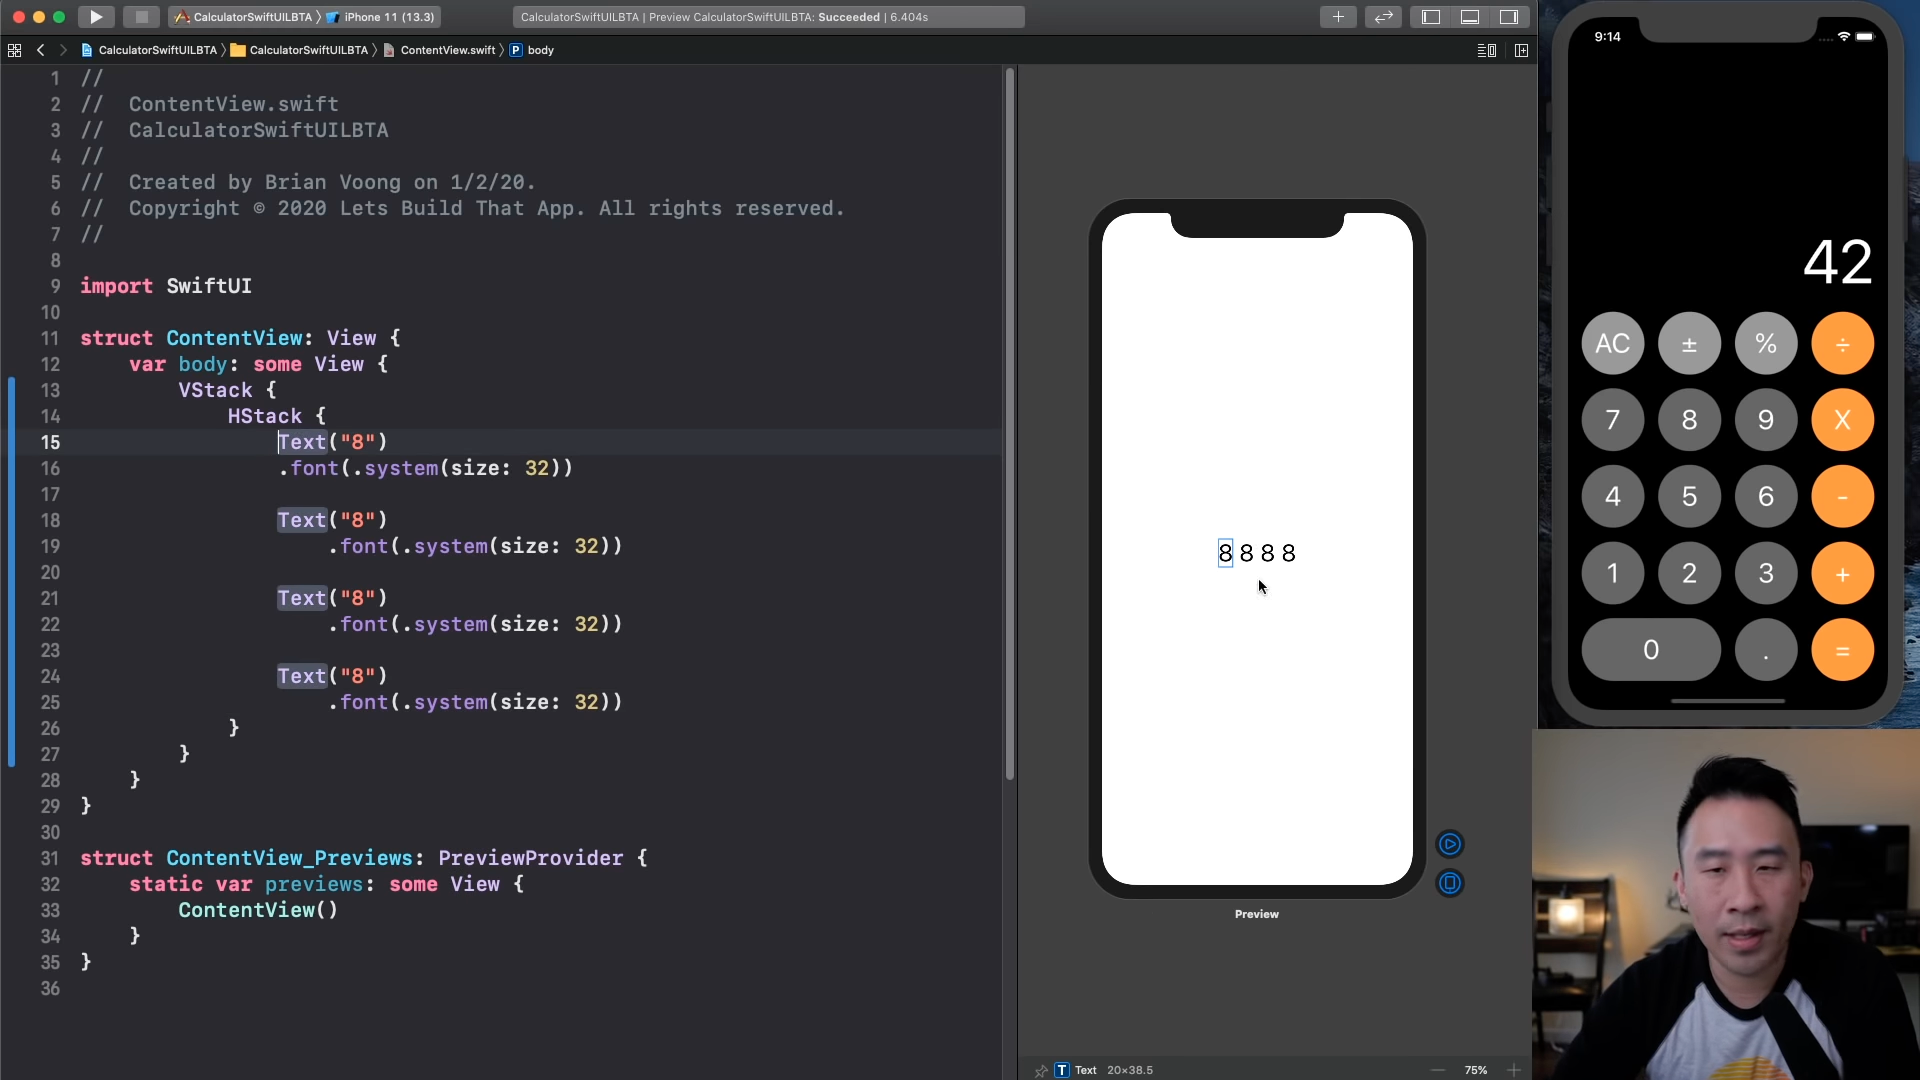 CalculatorSwiftUILBTA 〉 iPhone 11 (13.3)
CalculatorSwiftUILBTA | Preview CalculatorSwiftUILBTA: Succeeded | 6.404s
CalculatorSwiftUILBTA 〉 CalculatorSwiftUILBTA 〉 ContentView.swift 〉 P body
1 //
2 //  ContentView.swift
3 //  CalculatorSwiftUILBTA
4 //
5 //  Created by Brian Voong on 1/2/20.
6 //  Copyright © 2020 Lets Build That App. All rights reserved.
7 //
8
9 import SwiftUI
10
11 struct ContentView: View {
12     var body: some View {
13         VStack {
14             HStack {
15                 Text("8")
16                 .font(.system(size: 32))
17
18                 Text("8")
19                     .font(.system(size: 32))
20
21                 Text("8")
22                     .font(.system(size: 32))
23
24                 Text("8")
25                     .font(.system(size: 32))
26             }
27         }
28     }
29 }
30
31 struct ContentView_Previews: PreviewProvider {
32     static var previews: some View {
33         ContentView()
34     }
35 }
36
8 8 8 8
Preview
T Text 20×38.5
75%
9:14
42
AC ± % ÷
7 8 9 X
4 5 6 -
1 2 3 +
0 . =